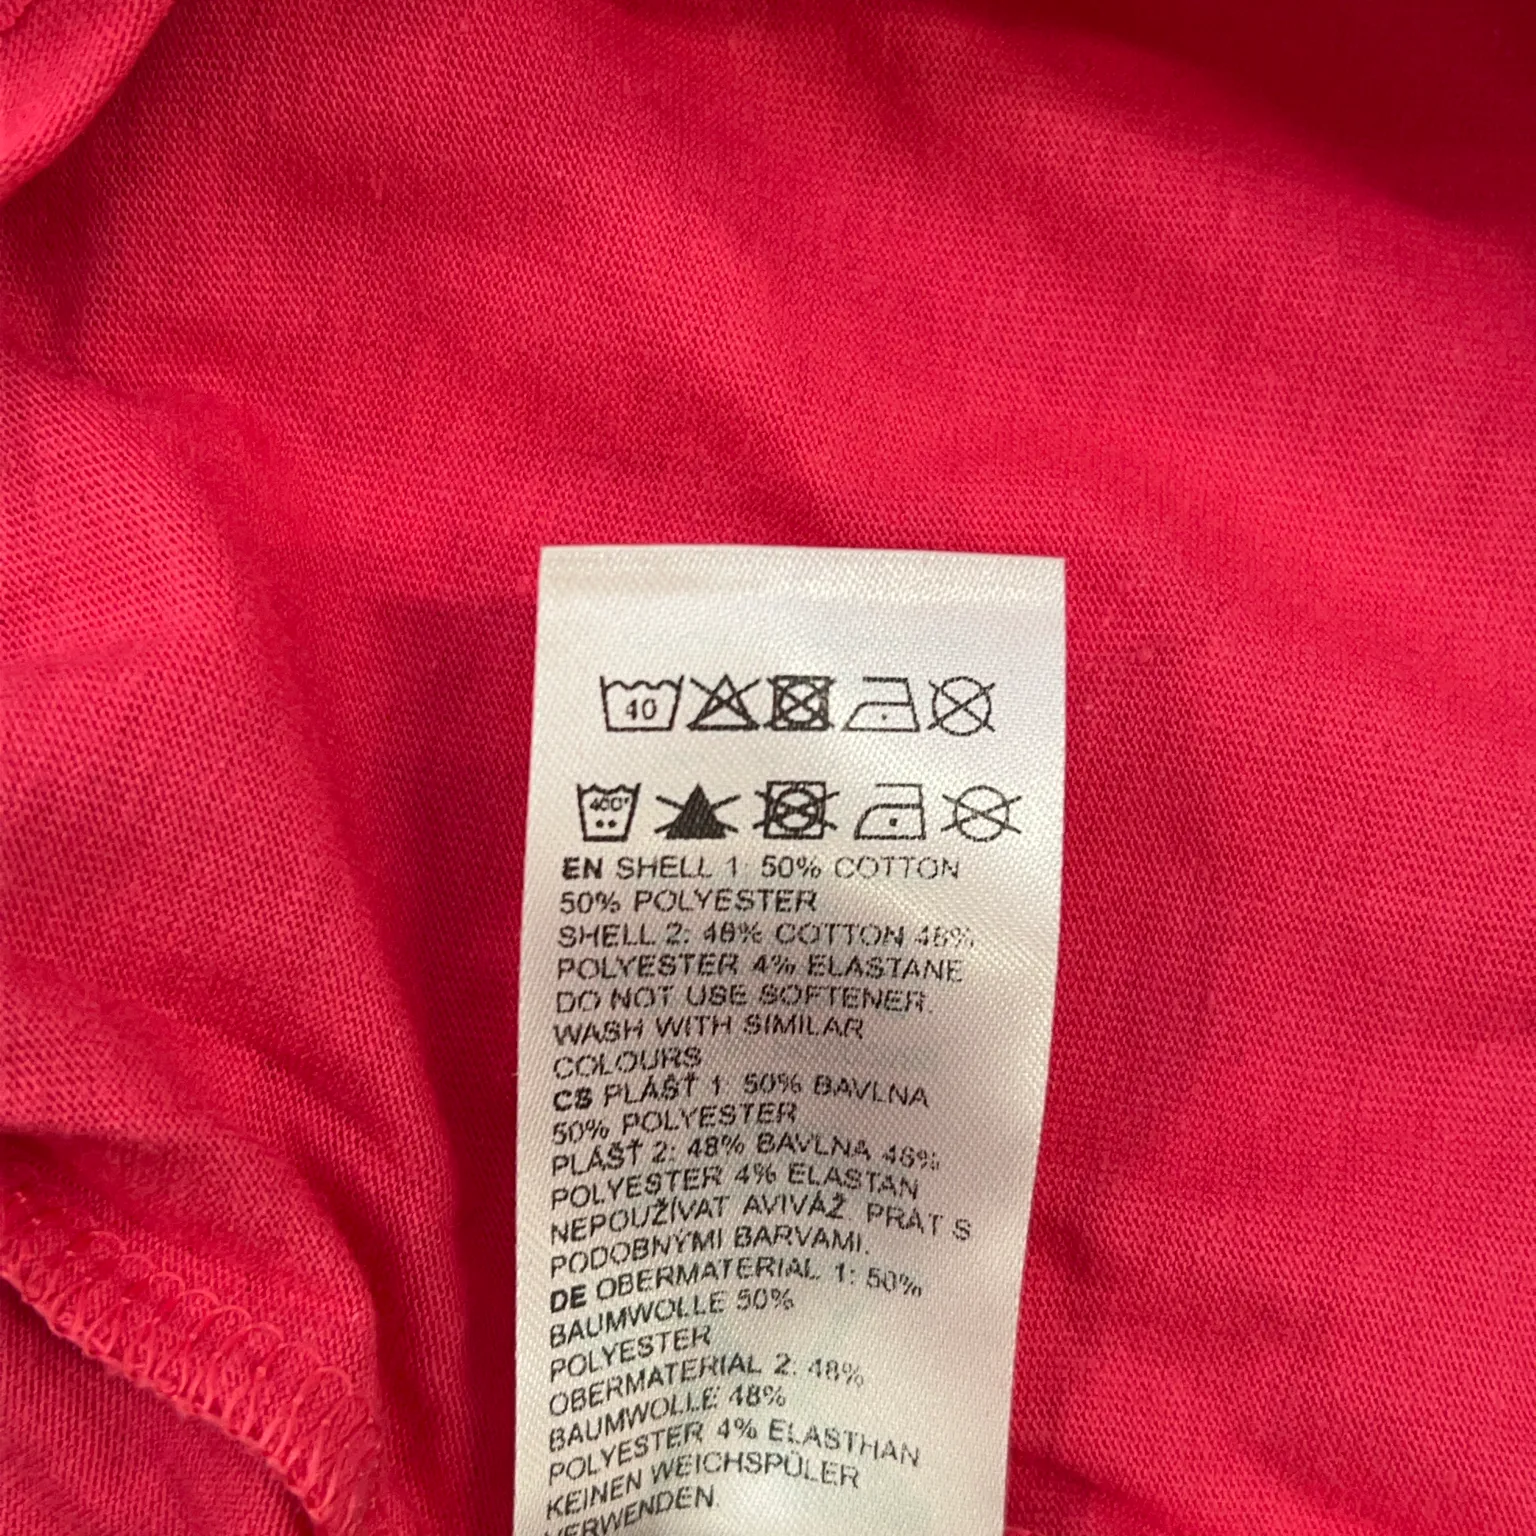 40
40C°
EN SHELL 1: 50% COTTON
50% POLYESTER
SHELL 2: 48% COTTON 48%
POLYESTER 4% ELASTANE
DO NOT USE SOFTENER.
WASH WITH SIMILAR
COLOURS
CS PLÁŠŤ 1: 50% BAVLNA
50% POLYESTER
PLÁŠŤ 2: 48% BAVLNA 48%
POLYESTER 4% ELASTAN
NEPOUŽÍVAT AVIVÁŽ. PRÁT S
PODOBNÝMI BARVAMI.
DE OBERMATERIAL 1: 50%
BAUMWOLLE 50%
POLYESTER
OBERMATERIAL 2: 48%
BAUMWOLLE 48%
POLYESTER 4% ELASTHAN
KEINEN WEICHSPÜLER
VERWENDEN.